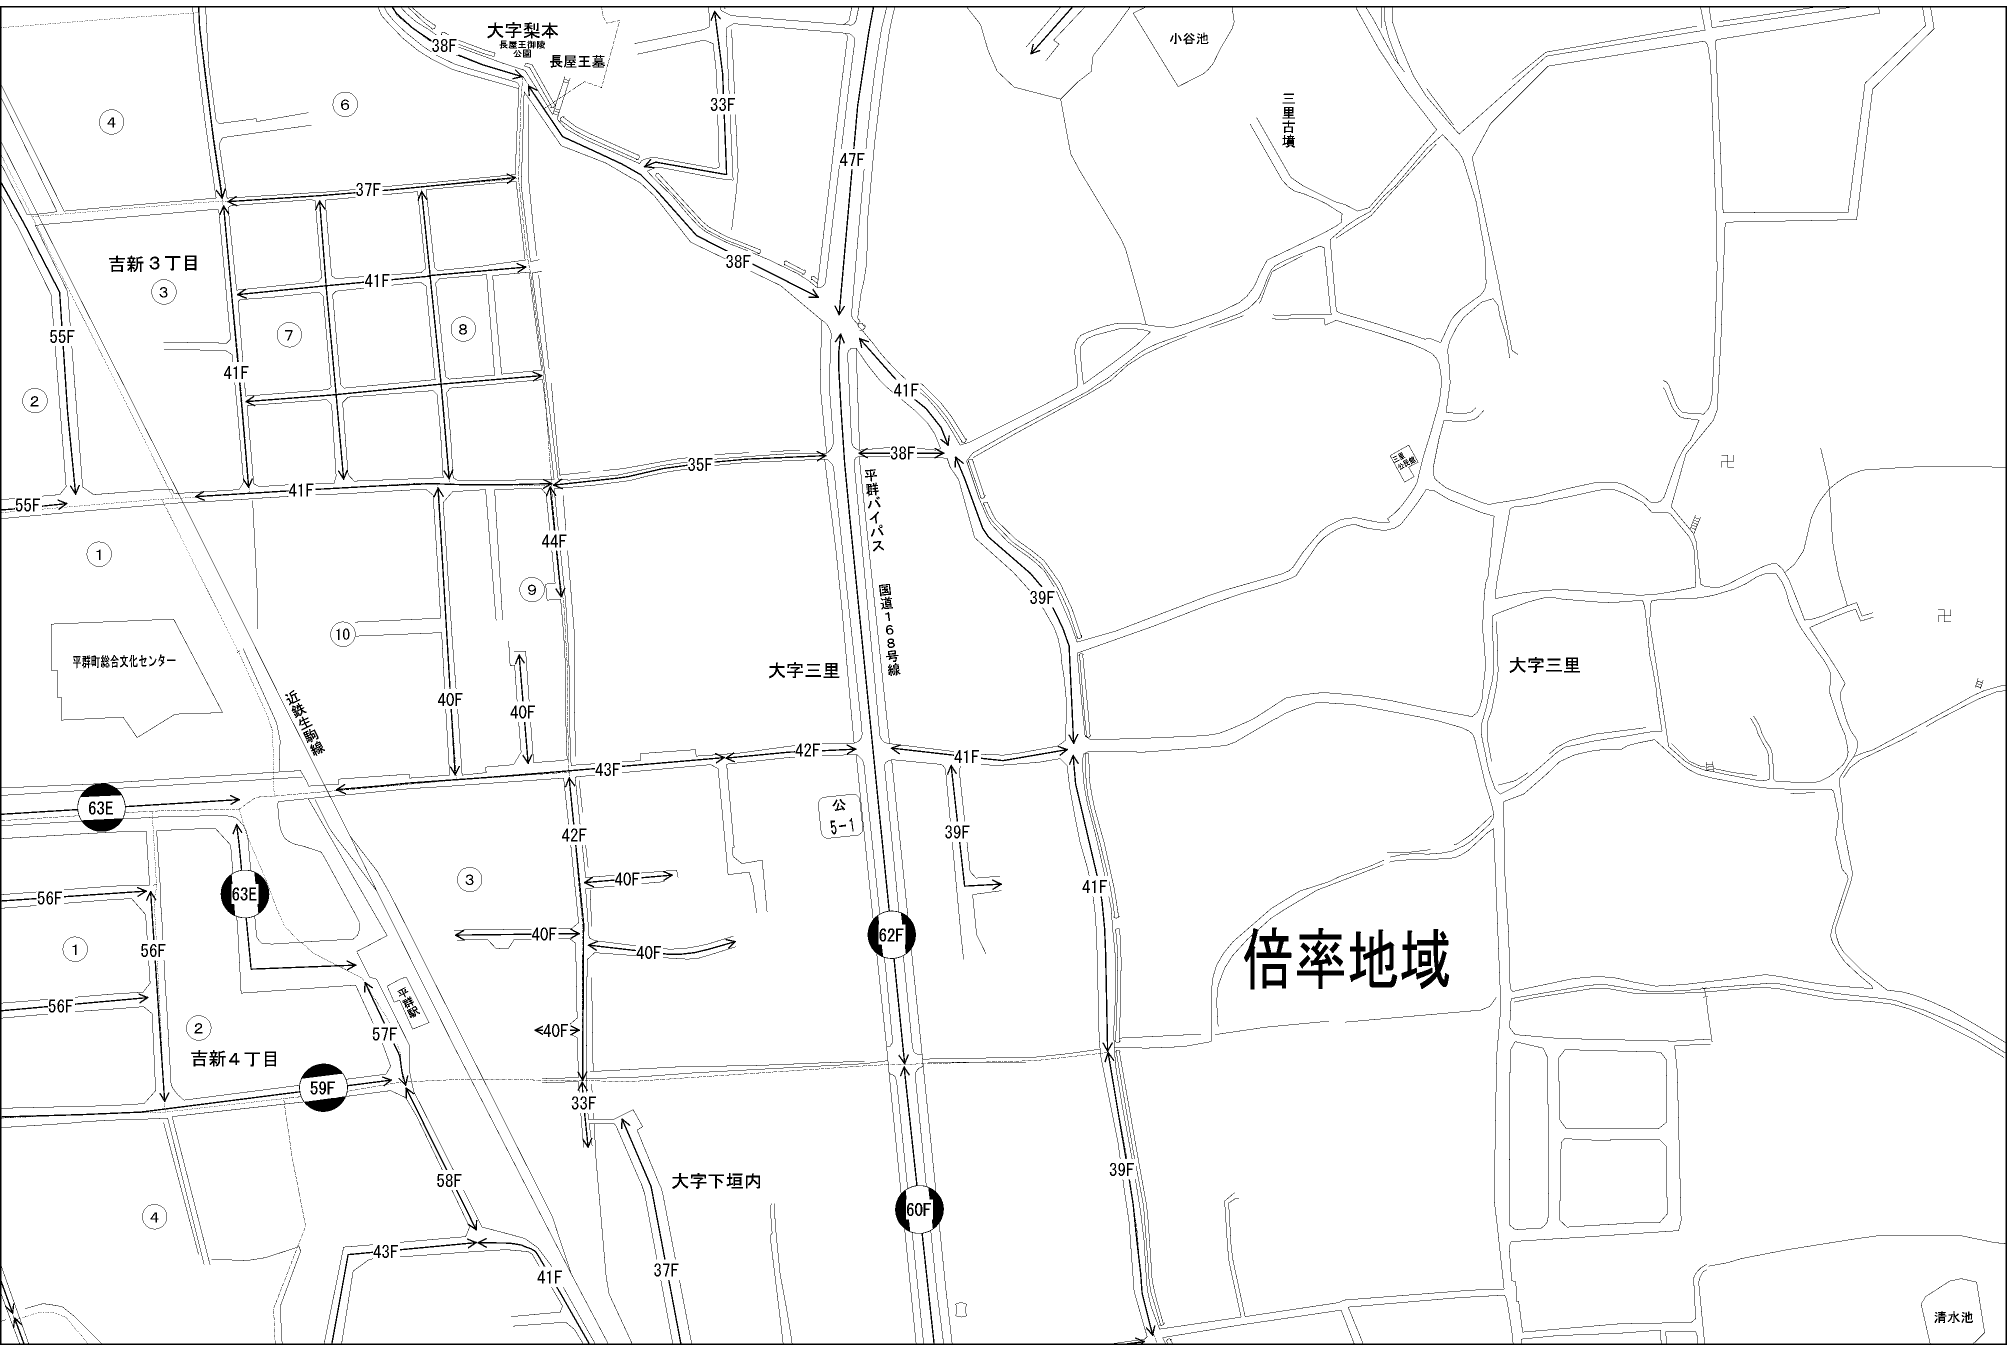 大字梨本
長屋王御陵
公園
長屋王墓
小谷池
三里古墳
38F
33F
47F
④
⑥
37F
吉新３丁目
③
41F
38F
⑦
⑧
55F
41F
②
41F
38F
35F
三里
公民館
卍
55F
41F
平群バイパス
①
44F
⑨
39F
国道１６８号線
卍
⑩
平群町総合文化センター
大字三里
大字三里
近鉄生駒線
40F
40F
43F
42F
41F
63E
公
5-1
42F
39F
63E
③
40F
41F
56F
①
56F
40F
40F
62F
倍率地域
56F
平群駅
②
57F
40F
吉新４丁目
59F
33F
58F
大字下垣内
39F
④
60F
43F
41F
37F
清水池